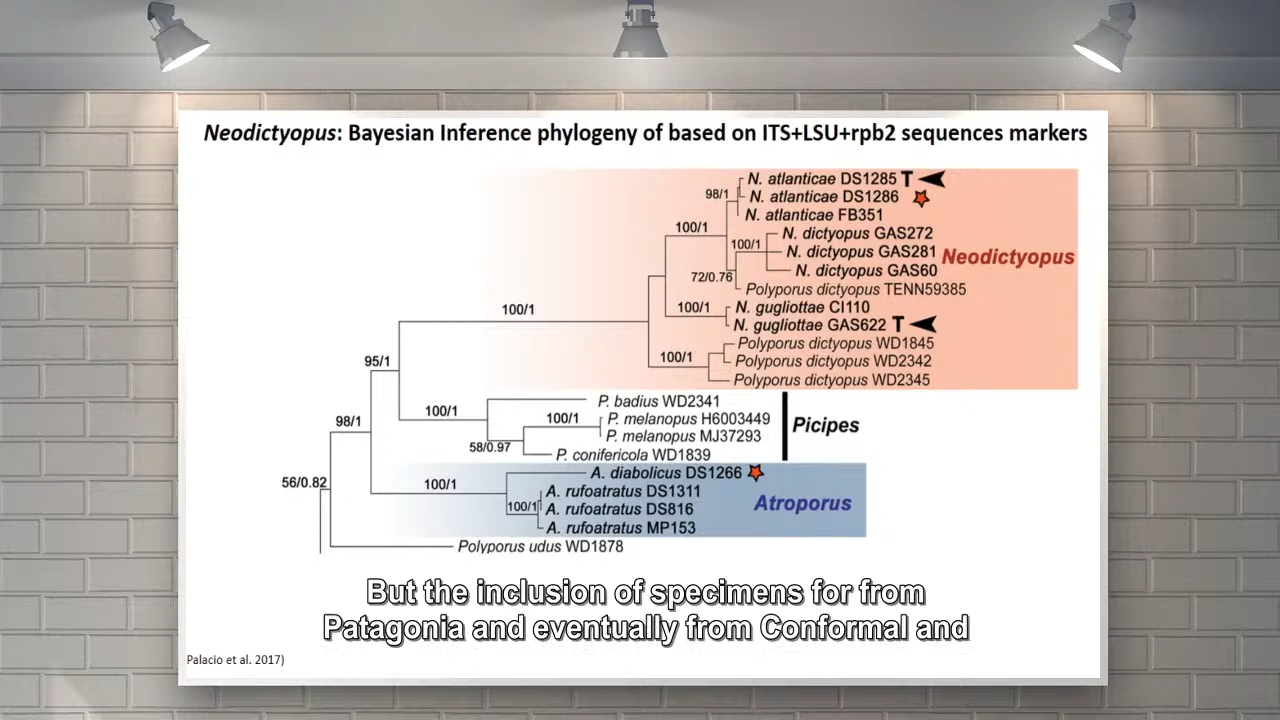 Neodictyopus: Bayesian Inference phylogeny of based on ITS+LSU+rpb2 sequences markers
N. atlanticae DS1285 T
98/1
N. atlanticae DS1286
N. atlanticae FB351
100/1
N. dictyopus GAS272
100/1
N. dictyopus GAS281
Neodictyopus
N. dictyopus GAS60
72/0.76
Polyporus dictyopus TENN59385
100/1
N. gugliottae CI110
100/1
N. gugliottae GAS622 T
Polyporus dictyopus WD1845
100/1
Polyporus dictyopus WD2342
95/1
Polyporus dictyopus WD2345
P. badius WD2341
100/1
100/1
P. melanopus H6003449
98/1
Picipes
P. melanopus MJ37293
58/0.97
P. conifericola WD1839
A. diabolicus DS1266
56/0.82
100/1
A. rufoatratus DS1311
100/1
A. rufoatratus DS816
Atroporus
A. rufoatratus MP153
Polyporus udus WD1878
But the inclusion of specimens for from
Patagonia and eventually from Conformal and
Palacio et al. 2017)